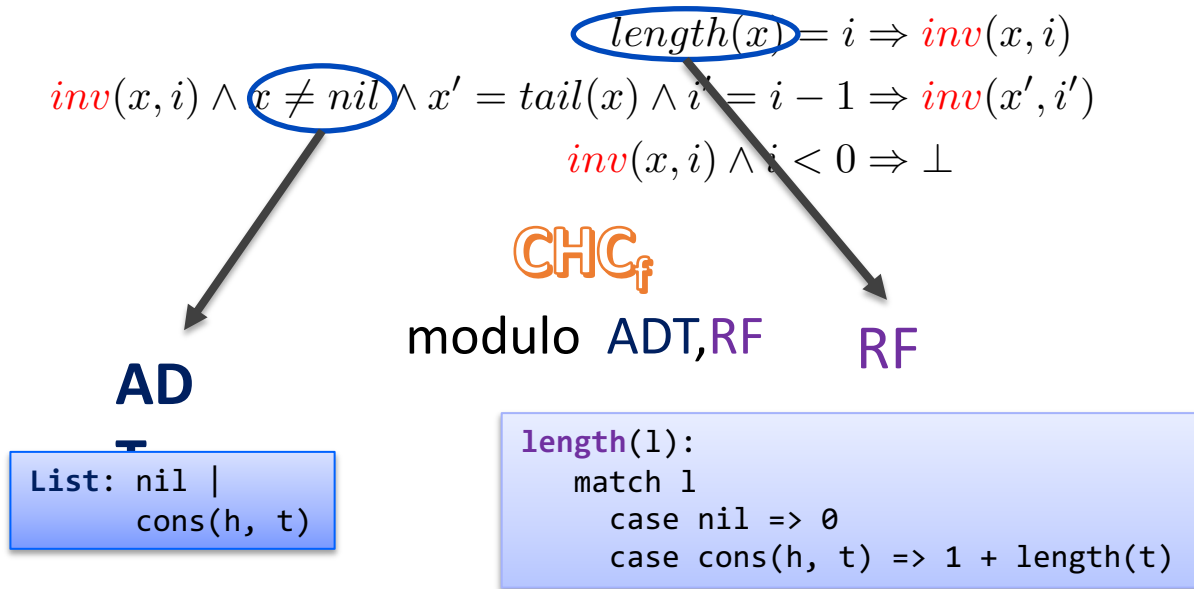 length(x) = i ⇒ inv(x, i)
inv(x, i) ∧ x ≠ nil ∧ x′ = tail(x) ∧ i′ = i − 1 ⇒ inv(x′, i′)
inv(x, i) ∧ i < 0 ⇒ ⊥
CHCf
modulo ADT,RF
RF
AD
T
List: nil |
cons(h, t)
length(l):
match l
case nil => 0
case cons(h, t) => 1 + length(t)